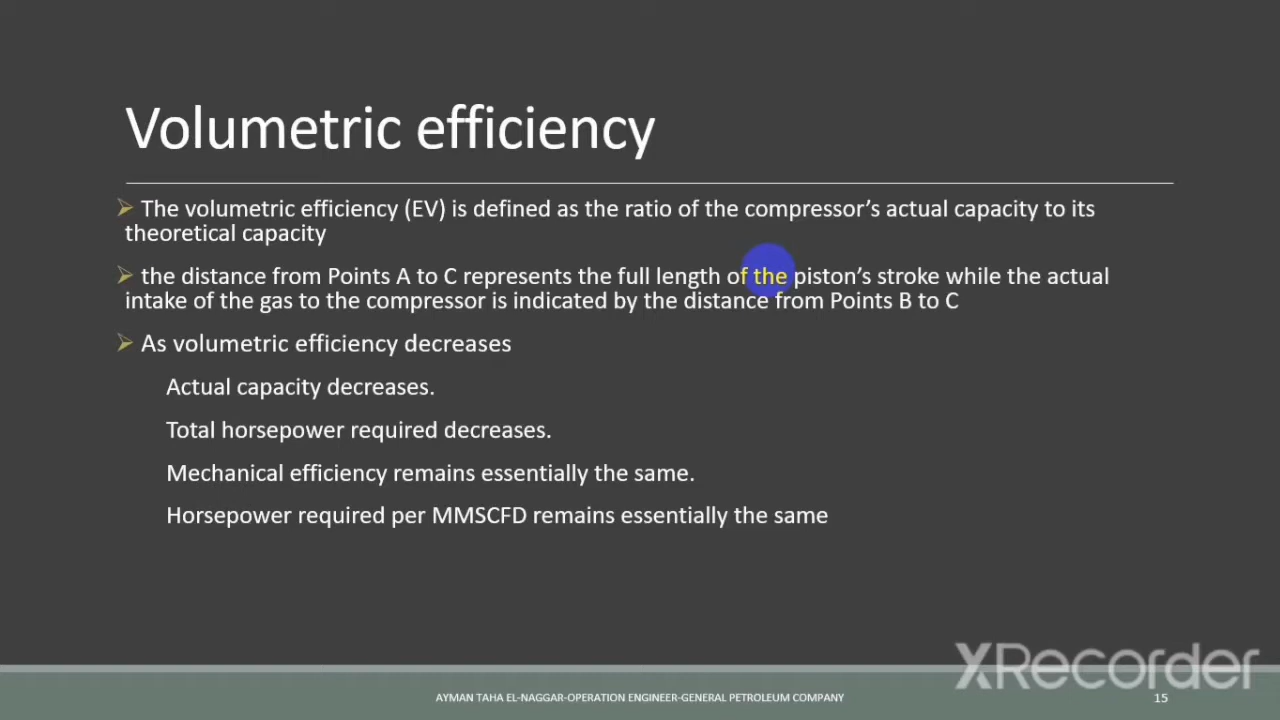 Volumetric efficiency
➢ The volumetric efficiency (EV) is defined as the ratio of the compressor’s actual capacity to its
theoretical capacity
➢ the distance from Points A to C represents the full length of the piston’s stroke while the actual
intake of the gas to the compressor is indicated by the distance from Points B to C
➢ As volumetric efficiency decreases
Actual capacity decreases.
Total horsepower required decreases.
Mechanical efficiency remains essentially the same.
Horsepower required per MMSCFD remains essentially the same
XRecorder
AYMAN TAHA EL-NAGGAR-OPERATION ENGINEER-GENERAL PETROLEUM COMPANY
15